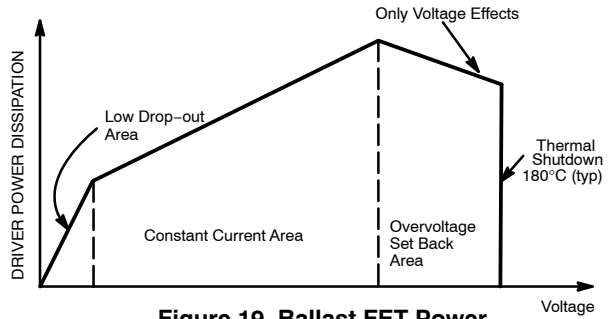 Only Voltage Effects
DRIVER POWER DISSIPATION
Low Drop−out
Area
Thermal
Shutdown
180°C (typ)
Constant Current Area
Overvoltage
Set Back
Area
Voltage
Figure 19. Ballast FET Power